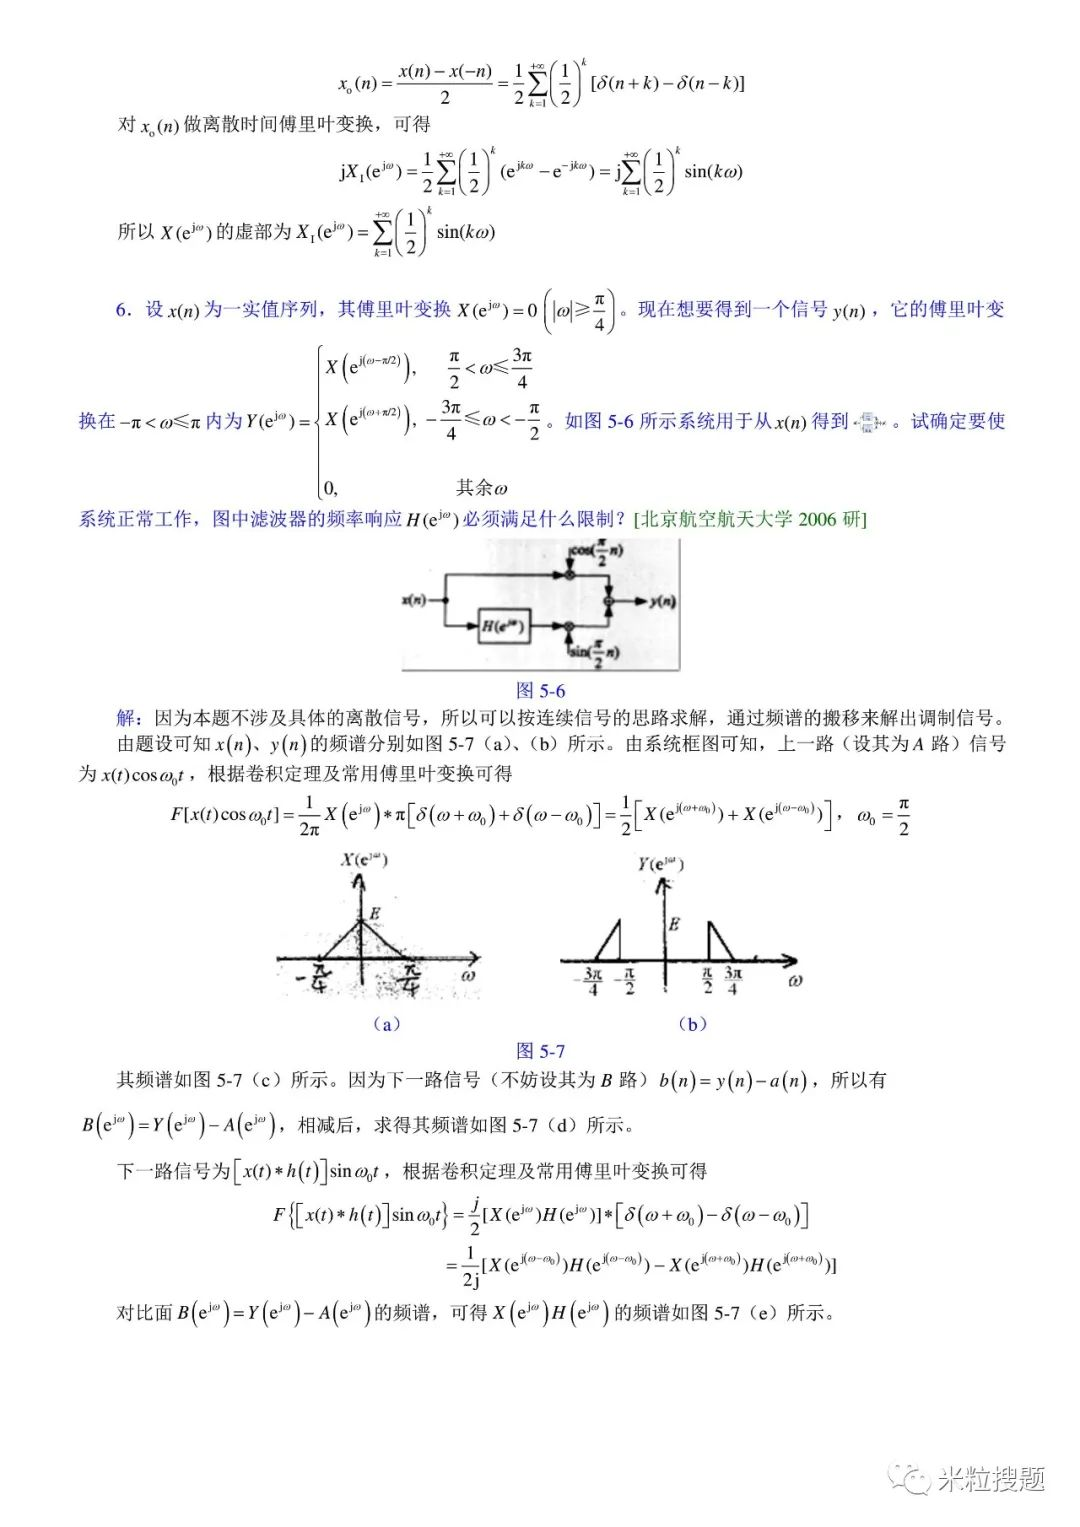 xₒ(n) = x(n) − x(−n) / 2 = 1/2 ∑_{k=1}^{+∞} (1/2)^k [δ(n+k) − δ(n−k)]
对 xₒ(n) 做离散时间傅里叶变换，可得
jX_I(e^{jω}) = 1/2 ∑_{k=1}^{+∞} (1/2)^k (e^{jkω} − e^{−jkω}) = j∑_{k=1}^{+∞} (1/2)^k sin(kω)
所以 X(e^{jω}) 的虚部为 X_I(e^{jω}) = ∑_{k=1}^{+∞} (1/2)^k sin(kω)
6．设 x(n) 为一实值序列，其傅里叶变换 X(e^{jω}) = 0 (|ω| ≥ π/4)。现在想要得到一个信号 y(n)，它的傅里叶变
X(e^{j(ω−π/2)}), π/2 < ω ≤ 3π/4
换在 −π < ω ≤ π 内为 Y(e^{jω}) = { X(e^{j(ω+π/2)}), −3π/4 ≤ ω < −π/2 。如图 5-6 所示系统用于从 x(n) 得到 。试确定要使
0, 其余ω
系统正常工作，图中滤波器的频率响应 H(e^{jω}) 必须满足什么限制？[北京航空航天大学 2006 研]
cos(π/2 n)
x(n)
y(n)
H(e^{jω})
sin(π/2 n)
图 5-6
解：因为本题不涉及具体的离散信号，所以可以按连续信号的思路求解，通过频谱的搬移来解出调制信号。
由题设可知 x(n)、y(n) 的频谱分别如图 5-7（a）、（b）所示。由系统框图可知，上一路（设其为 A 路）信号
为 x(t)cos ω₀t，根据卷积定理及常用傅里叶变换可得
F[x(t)cos ω₀t] = 1/2π X(e^{jω}) * π[δ(ω+ω₀) + δ(ω−ω₀)] = 1/2 [X(e^{j(ω+ω₀)}) + X(e^{j(ω−ω₀)})]， ω₀ = π/2
X(e^{jω})
E
−π/4
π/4
ω
Y(e^{jω})
E
−3π/4
−π/2
π/2
3π/4
ω
（a）
（b）
图 5-7
其频谱如图 5-7（c）所示。因为下一路信号（不妨设其为 B 路）b(n) = y(n) − a(n)，所以有
B(e^{jω}) = Y(e^{jω}) − A(e^{jω})，相减后，求得其频谱如图 5-7（d）所示。
下一路信号为 [x(t) * h(t)] sin ω₀t，根据卷积定理及常用傅里叶变换可得
F{[x(t) * h(t)] sin ω₀t} = j/2 [X(e^{jω})H(e^{jω})] * [δ(ω+ω₀) − δ(ω−ω₀)]
= 1/2j [X(e^{j(ω−ω₀)})H(e^{j(ω−ω₀)}) − X(e^{j(ω+ω₀)})H(e^{j(ω+ω₀)})]
对比面 B(e^{jω}) = Y(e^{jω}) − A(e^{jω}) 的频谱，可得 X(e^{jω})H(e^{jω}) 的频谱如图 5-7（e）所示。
米粒搜题